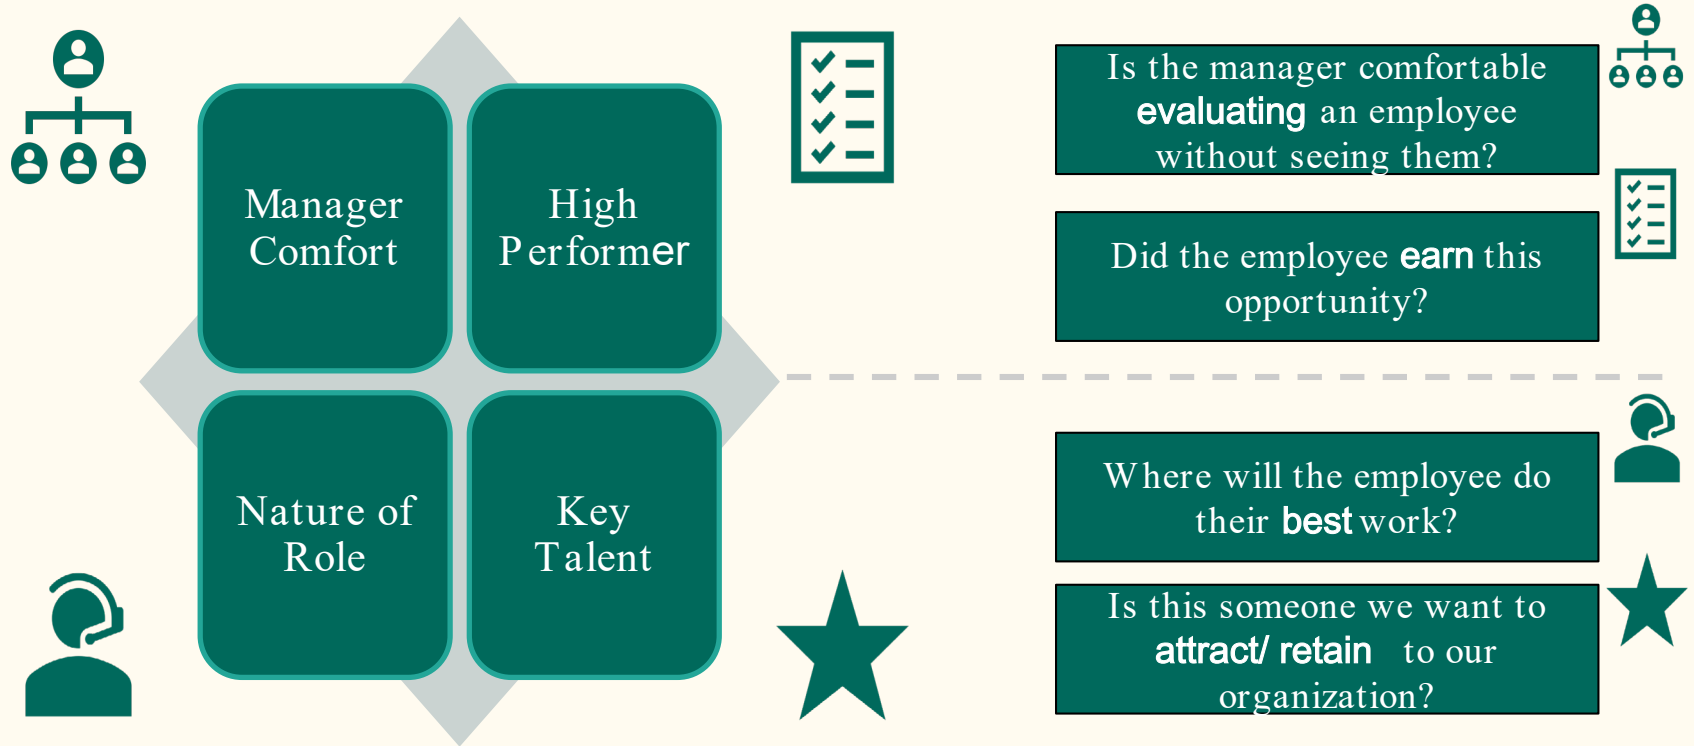 Manager
Comfort
High
Performer
Nature of
Role
Key
Talent
Is the manager comfortable
evaluating an employee
without seeing them?
Did the employee earn this
opportunity?
Where will the employee do
their best work?
Is this someone we want to
attract/ retain to our
organization?